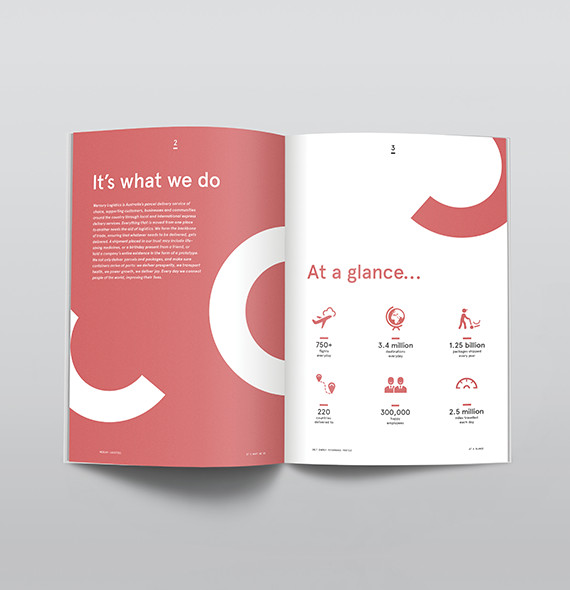 2
It's what we do
Mercury Logistics is Australia's parcel delivery service of
choice, supporting customers, businesses and communities
around the country through local and international express
delivery services. Everything that is moved from one place
to another needs the aid of logistics. We form the backbone
of trade, ensuring that whatever needs to be delivered, gets
delivered. A shipment placed in our trust may include life-
saving medicines, or a birthday present from a friend, or
hold a company's entire existence in the form of a prototype.
We not only deliver parcels and packages, and make sure
containers arrive at ports: we deliver prosperity, we transport
health, we power growth, we deliver joy. Every day we connect
people of the world, improving their lives.
3
At a glance...
750+
flights
everyday
3.4 million
destinations
everyday
1.25 billion
packages shipped
every year
220
countries
delivered to
300,000
happy
employees
2.5 million
miles travelled
each day
IT'S WHAT WE DO
AT A GLANCE